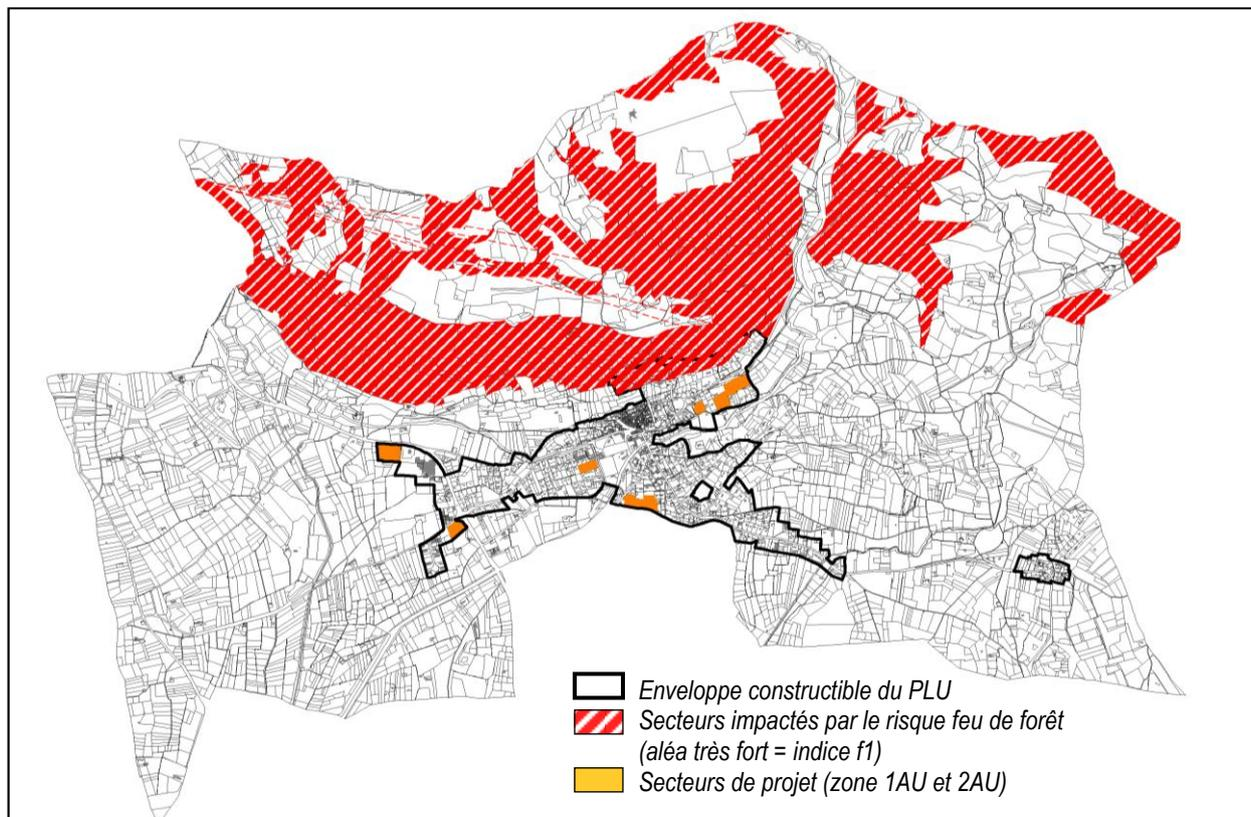 Enveloppe constructible du PLU
Secteurs impactés par le risque feu de forêt
(aléa très fort = indice f1)
Secteurs de projet (zone 1AU et 2AU)